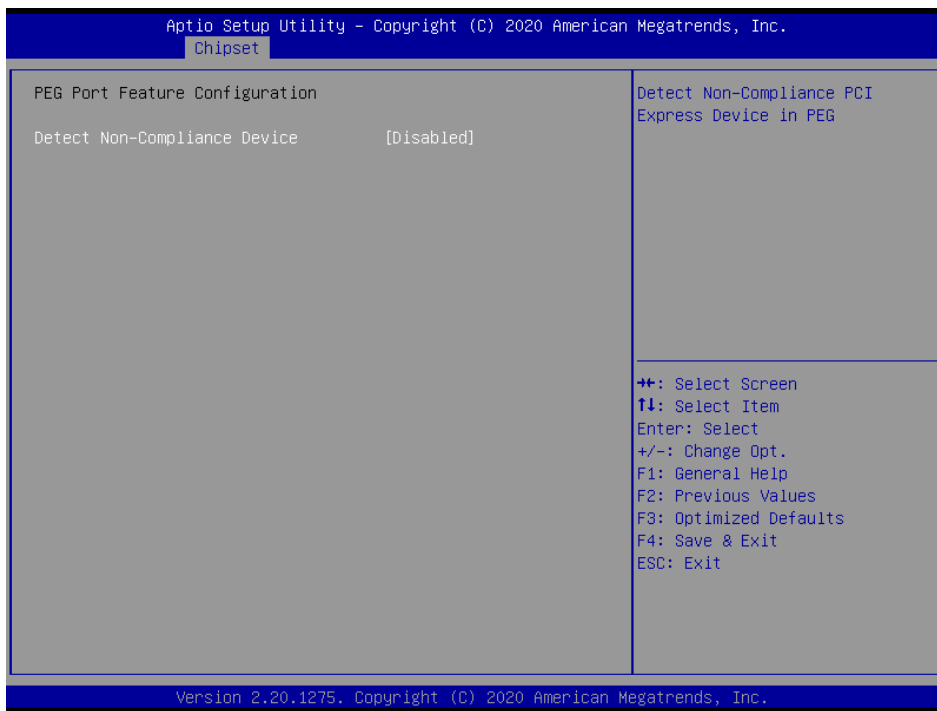 Aptio Setup Utility – Copyright (C) 2020 American Megatrends, Inc.
Chipset
PEG Port Feature Configuration
Detect Non-Compliance Device [Disabled]
Detect Non-Compliance PCI
Express Device in PEG
→←: Select Screen
↑↓: Select Item
Enter: Select
+/-: Change Opt.
F1: General Help
F2: Previous Values
F3: Optimized Defaults
F4: Save & Exit
ESC: Exit
Version 2.20.1275. Copyright (C) 2020 American Megatrends, Inc.